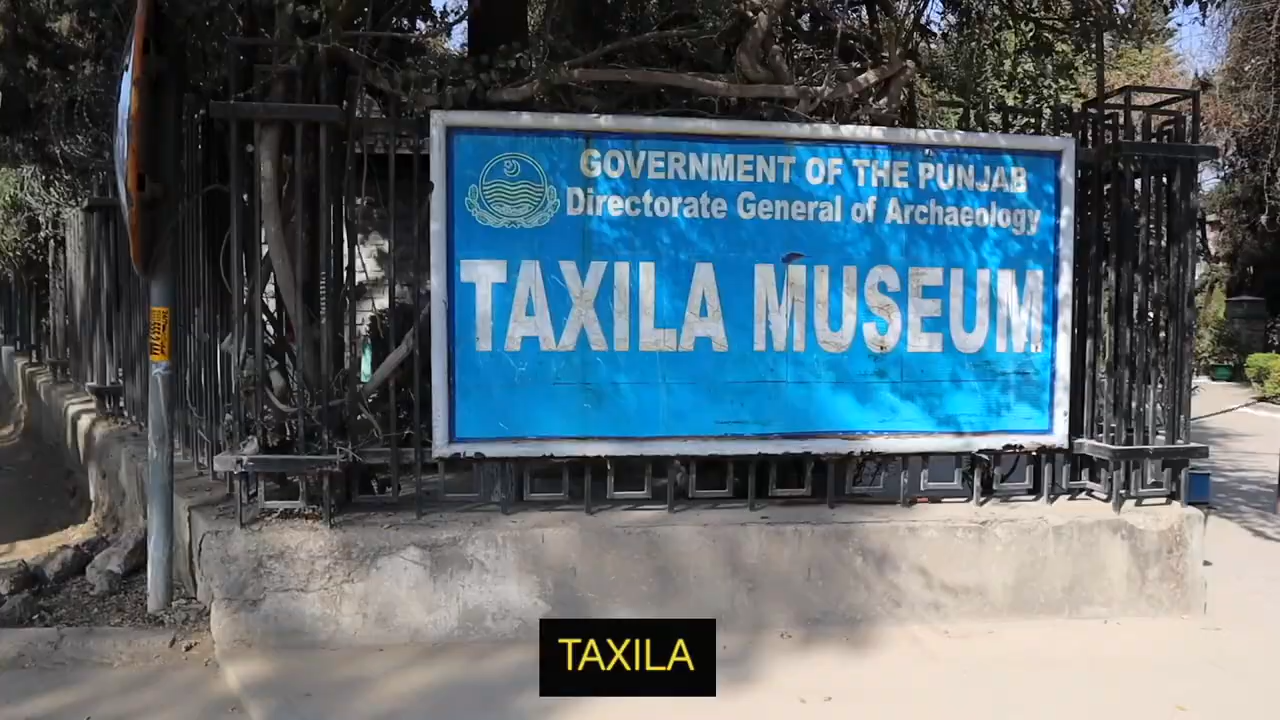 GOVERNMENT OF THE PUNJAB
Directorate General of Archaeology
TAXILA MUSEUM
TAXILA